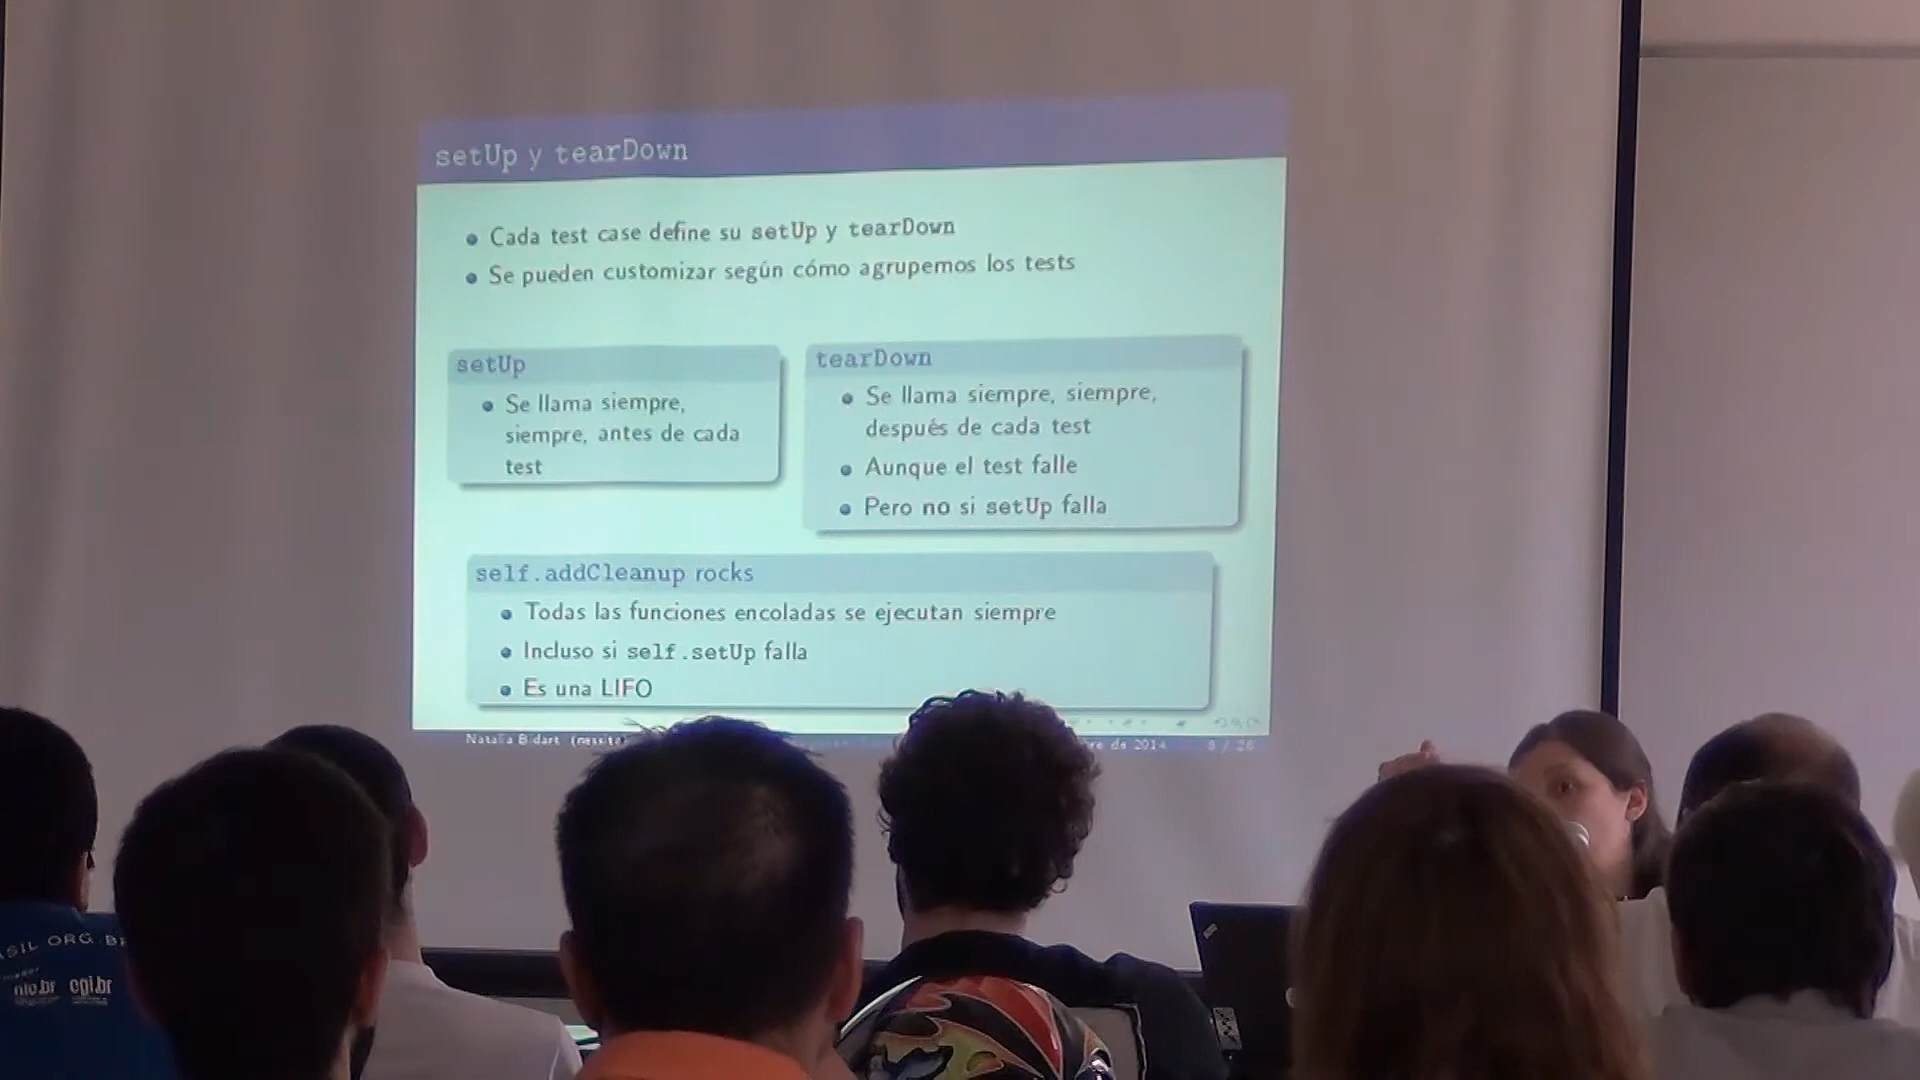 setUp y tearDown
Cada test case define su setUp y tearDown
Se pueden customizar según cómo agrupemos los tests
setUp
Se llama siempre,
siempre, antes de cada
test
tearDown
Se llama siempre, siempre,
después de cada test
Aunque el test falle
Pero no si setUp falla
self.addCleanup rocks
Todas las funciones encoladas se ejecutan siempre
Incluso si self.setUp falla
Es una LIFO
Natalia Bidart
de 2014
8 / 26
ORG
nic.br cgi.br